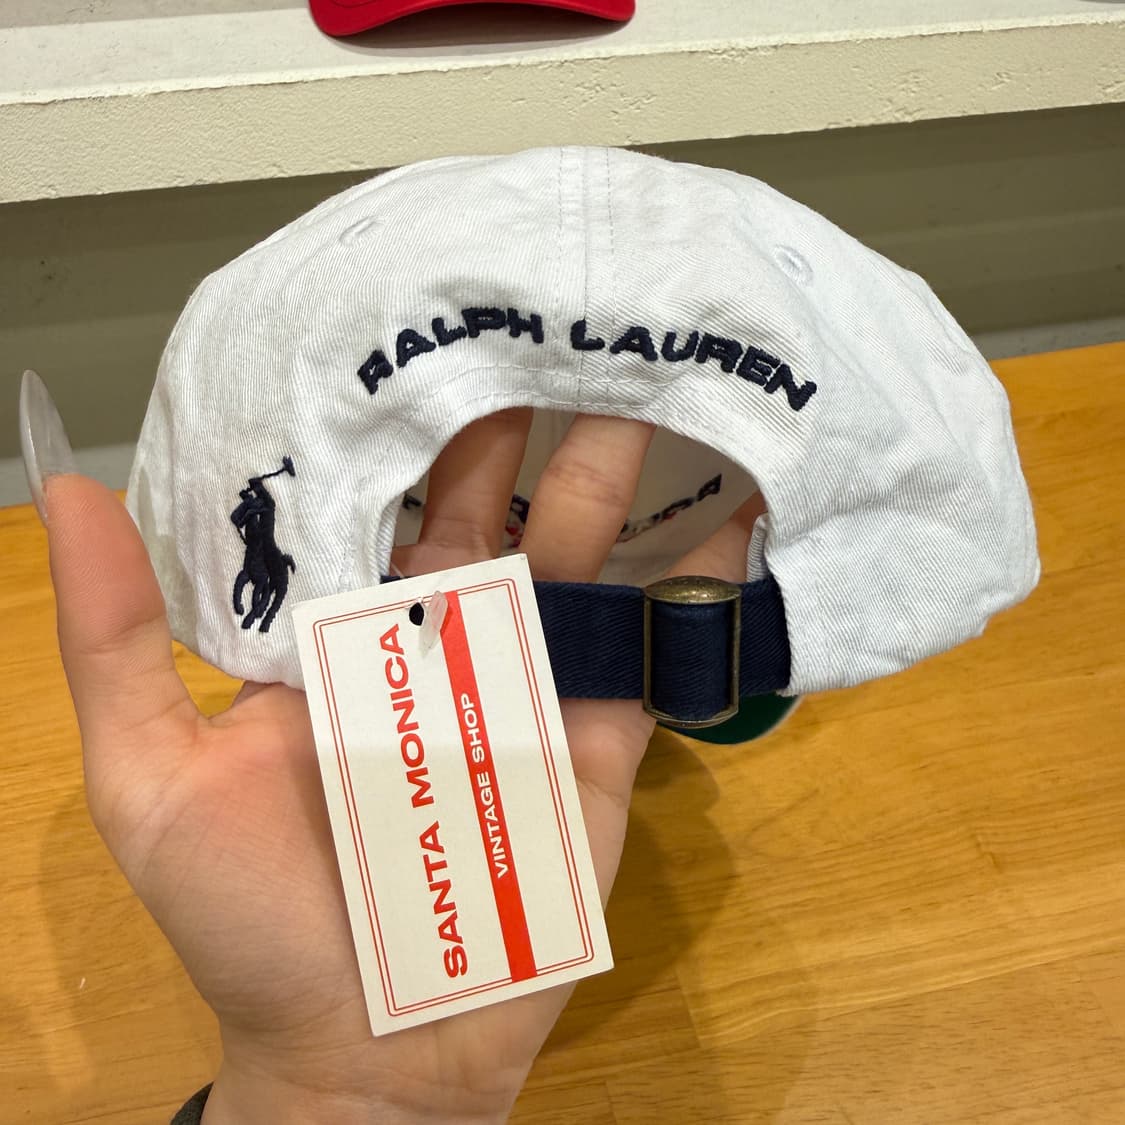 RALPH LAUREN
SANTA MONICA
VINTAGE SHOP